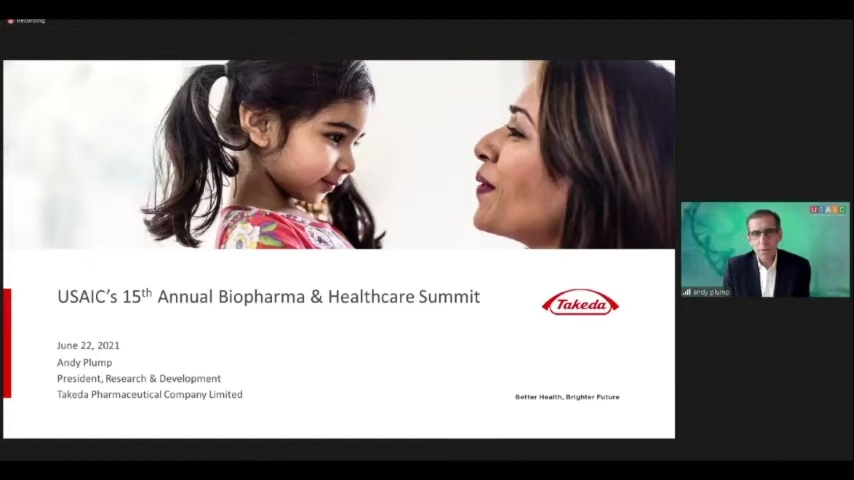 Recording
USAIC's 15th Annual Biopharma & Healthcare Summit
Takeda
June 22, 2021
Andy Plump
President, Research & Development
Takeda Pharmaceutical Company Limited
Better Health, Brighter Future
USAIC
andy plump